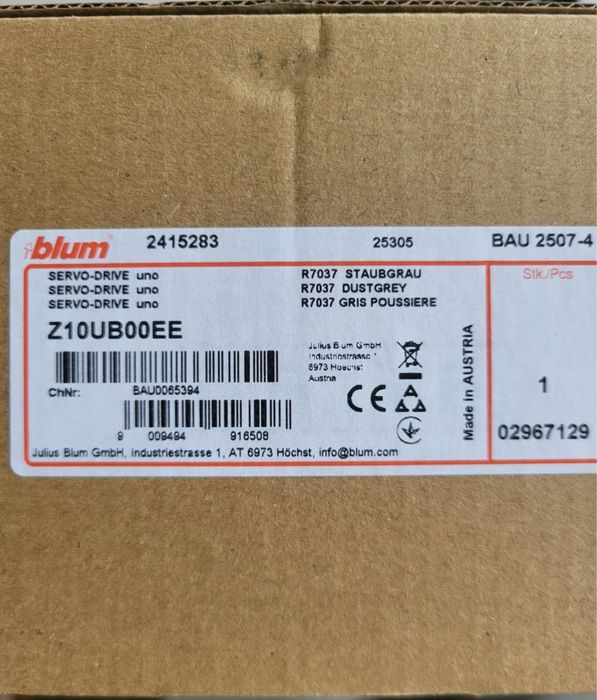 blum 2415283 25305 BAU 2507-4
SERVO-DRIVE uno R7037 STAUBGRAU Stk./Pcs
SERVO-DRIVE uno R7037 DUSTGREY
SERVO-DRIVE uno R7037 GRIS POUSSIERE
Z10UB00EE
Julius Blum GmbH
Industriestrasse 1
6973 Hoechst
Austria
ChNr: BAU0065394
CE
Made in AUSTRIA
1
9 009494 916508
02967129
Julius Blum GmbH, industriestrasse 1, AT 6973 Höchst, info@blum.com